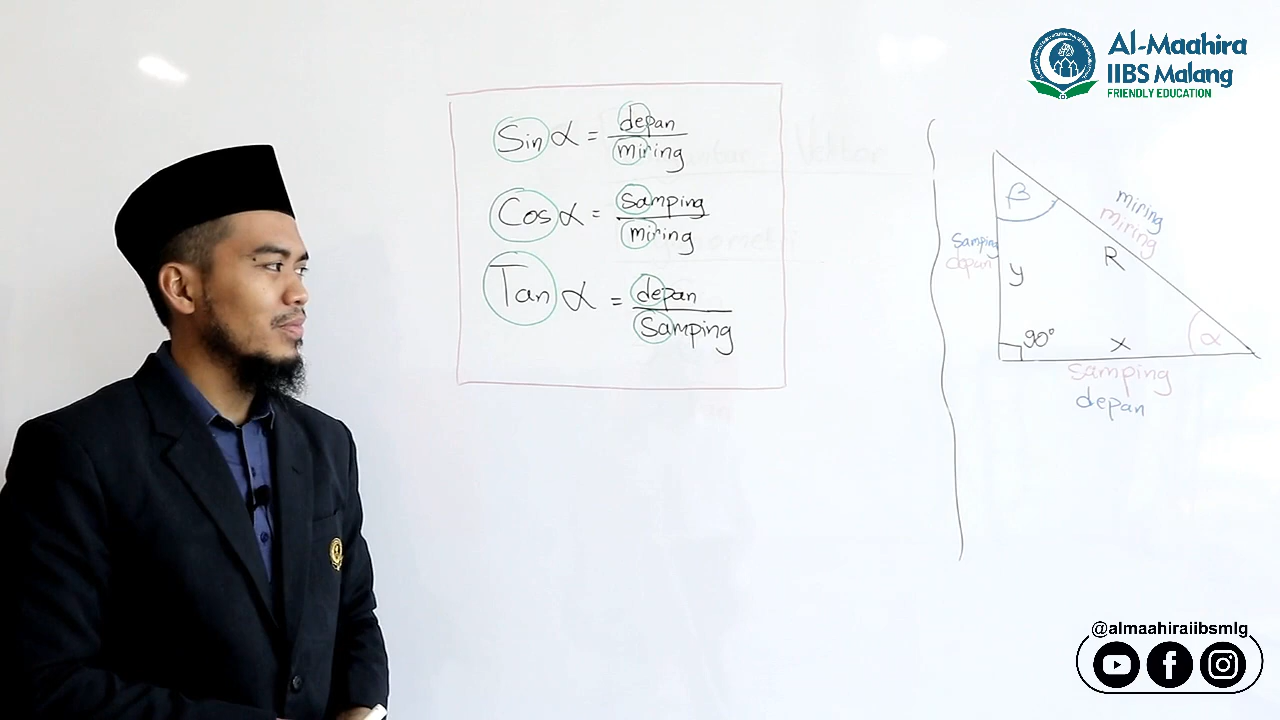 Al-Maahira
IIBS Malang
FRIENDLY EDUCATION
Sin α = depan
miring
Cos α = samping
miring
Tan α = depan
Samping
β
miring
miring
samping
depan
R
y
90°
x
α
samping
depan
@almaahiraiibsmlg